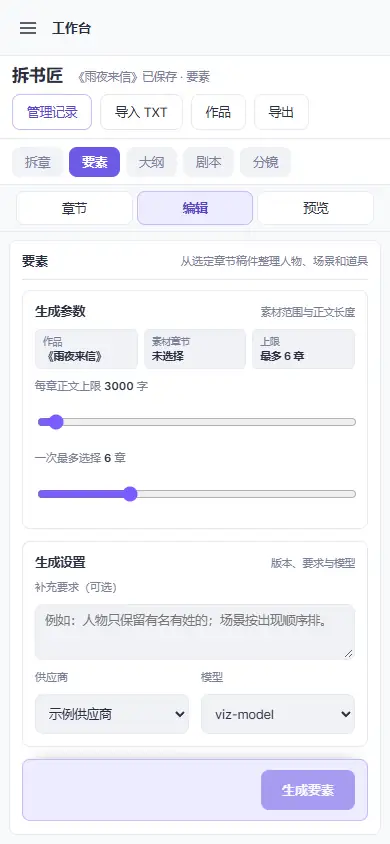 工作台
拆书匠 《雨夜来信》已保存 · 要素
管理记录 导入 TXT 作品 导出
拆章 要素 大纲 剧本 分镜
章节 编辑 预览
要素 从选定章节稿件整理人物、场景和道具
生成参数 素材范围与正文长度
作品 素材章节 上限
《雨夜来信》 未选择 最多 6 章
每章正文上限 3000 字
一次最多选择 6 章
生成设置 版本、要求与模型
补充要求（可选）
例如：人物只保留有名有姓的；场景按出现顺序排。
供应商 模型
示例供应商 viz-model
生成要素